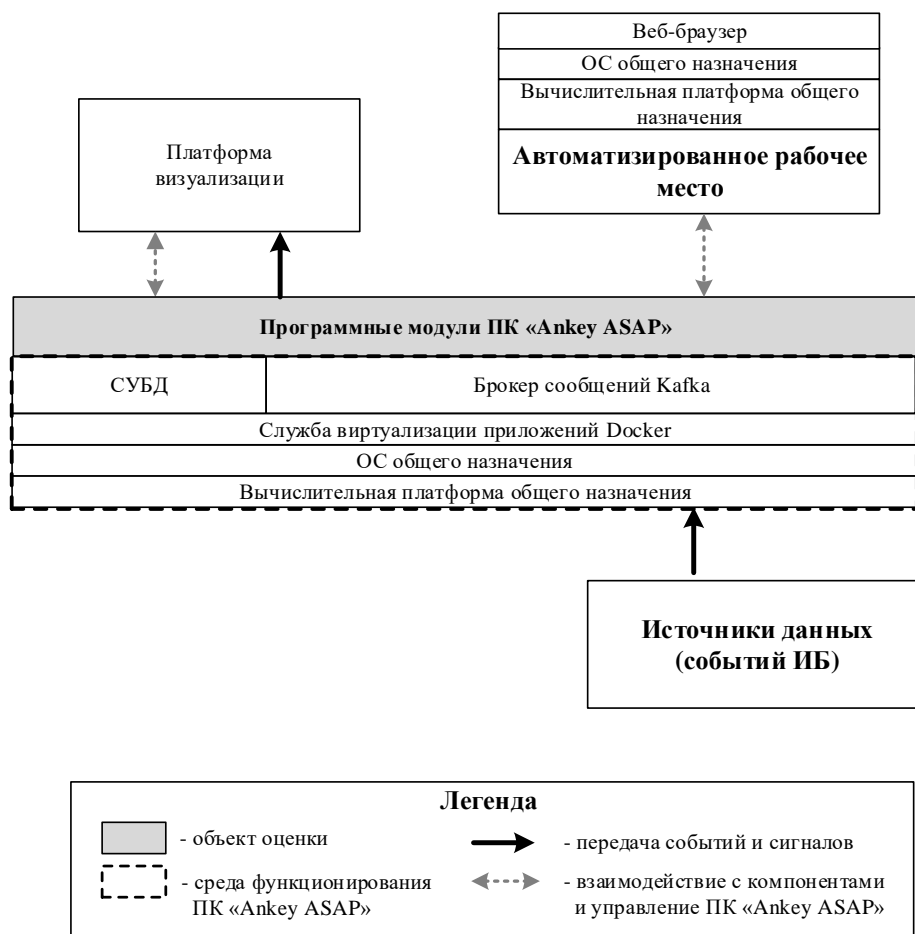 Веб-браузер
ОС общего назначения
Вычислительная платформа общего
назначения
Автоматизированное рабочее
место
Платформа
визуализации
Программные модули ПК «Ankey ASAP»
СУБД
Брокер сообщений Kafka
Служба виртуализации приложений Docker
ОС общего назначения
Вычислительная платформа общего назначения
Источники данных
(событий ИБ)
Легенда
- объект оценки
- передача событий и сигналов
- среда функционирования
ПК «Ankey ASAP»
- взаимодействие с компонентами
и управление ПК «Ankey ASAP»